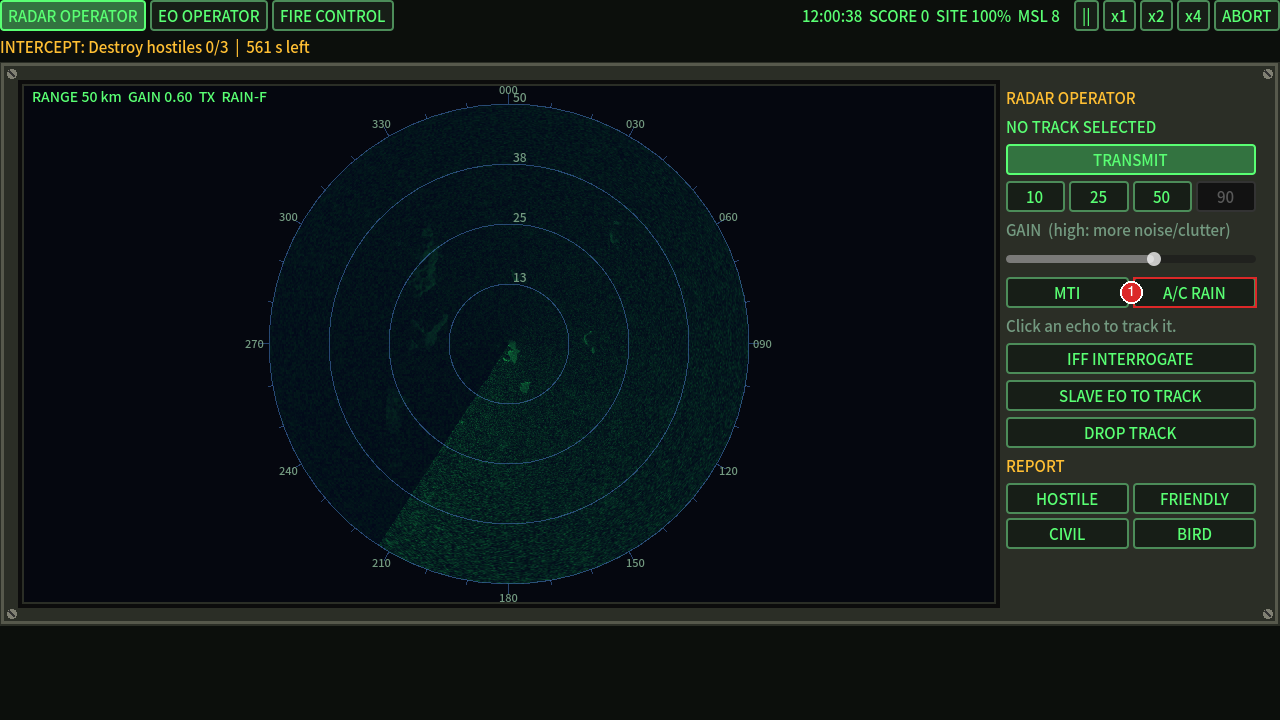 RADAR OPERATOR EO OPERATOR FIRE CONTROL 12:00:38 SCORE 0 SITE 100% MSL 8 || x1 x2 x4 ABORT
INTERCEPT: Destroy hostiles 0/3 | 561 s left
RANGE 50 km GAIN 0.60 TX RAIN-F
000
50
330
030
38
300
25
060
13
270
090
240
120
210
150
180
RADAR OPERATOR
NO TRACK SELECTED
TRANSMIT
10 25 50 90
GAIN (high: more noise/clutter)
MTI 1 A/C RAIN
Click an echo to track it.
IFF INTERROGATE
SLAVE EO TO TRACK
DROP TRACK
REPORT
HOSTILE FRIENDLY
CIVIL BIRD